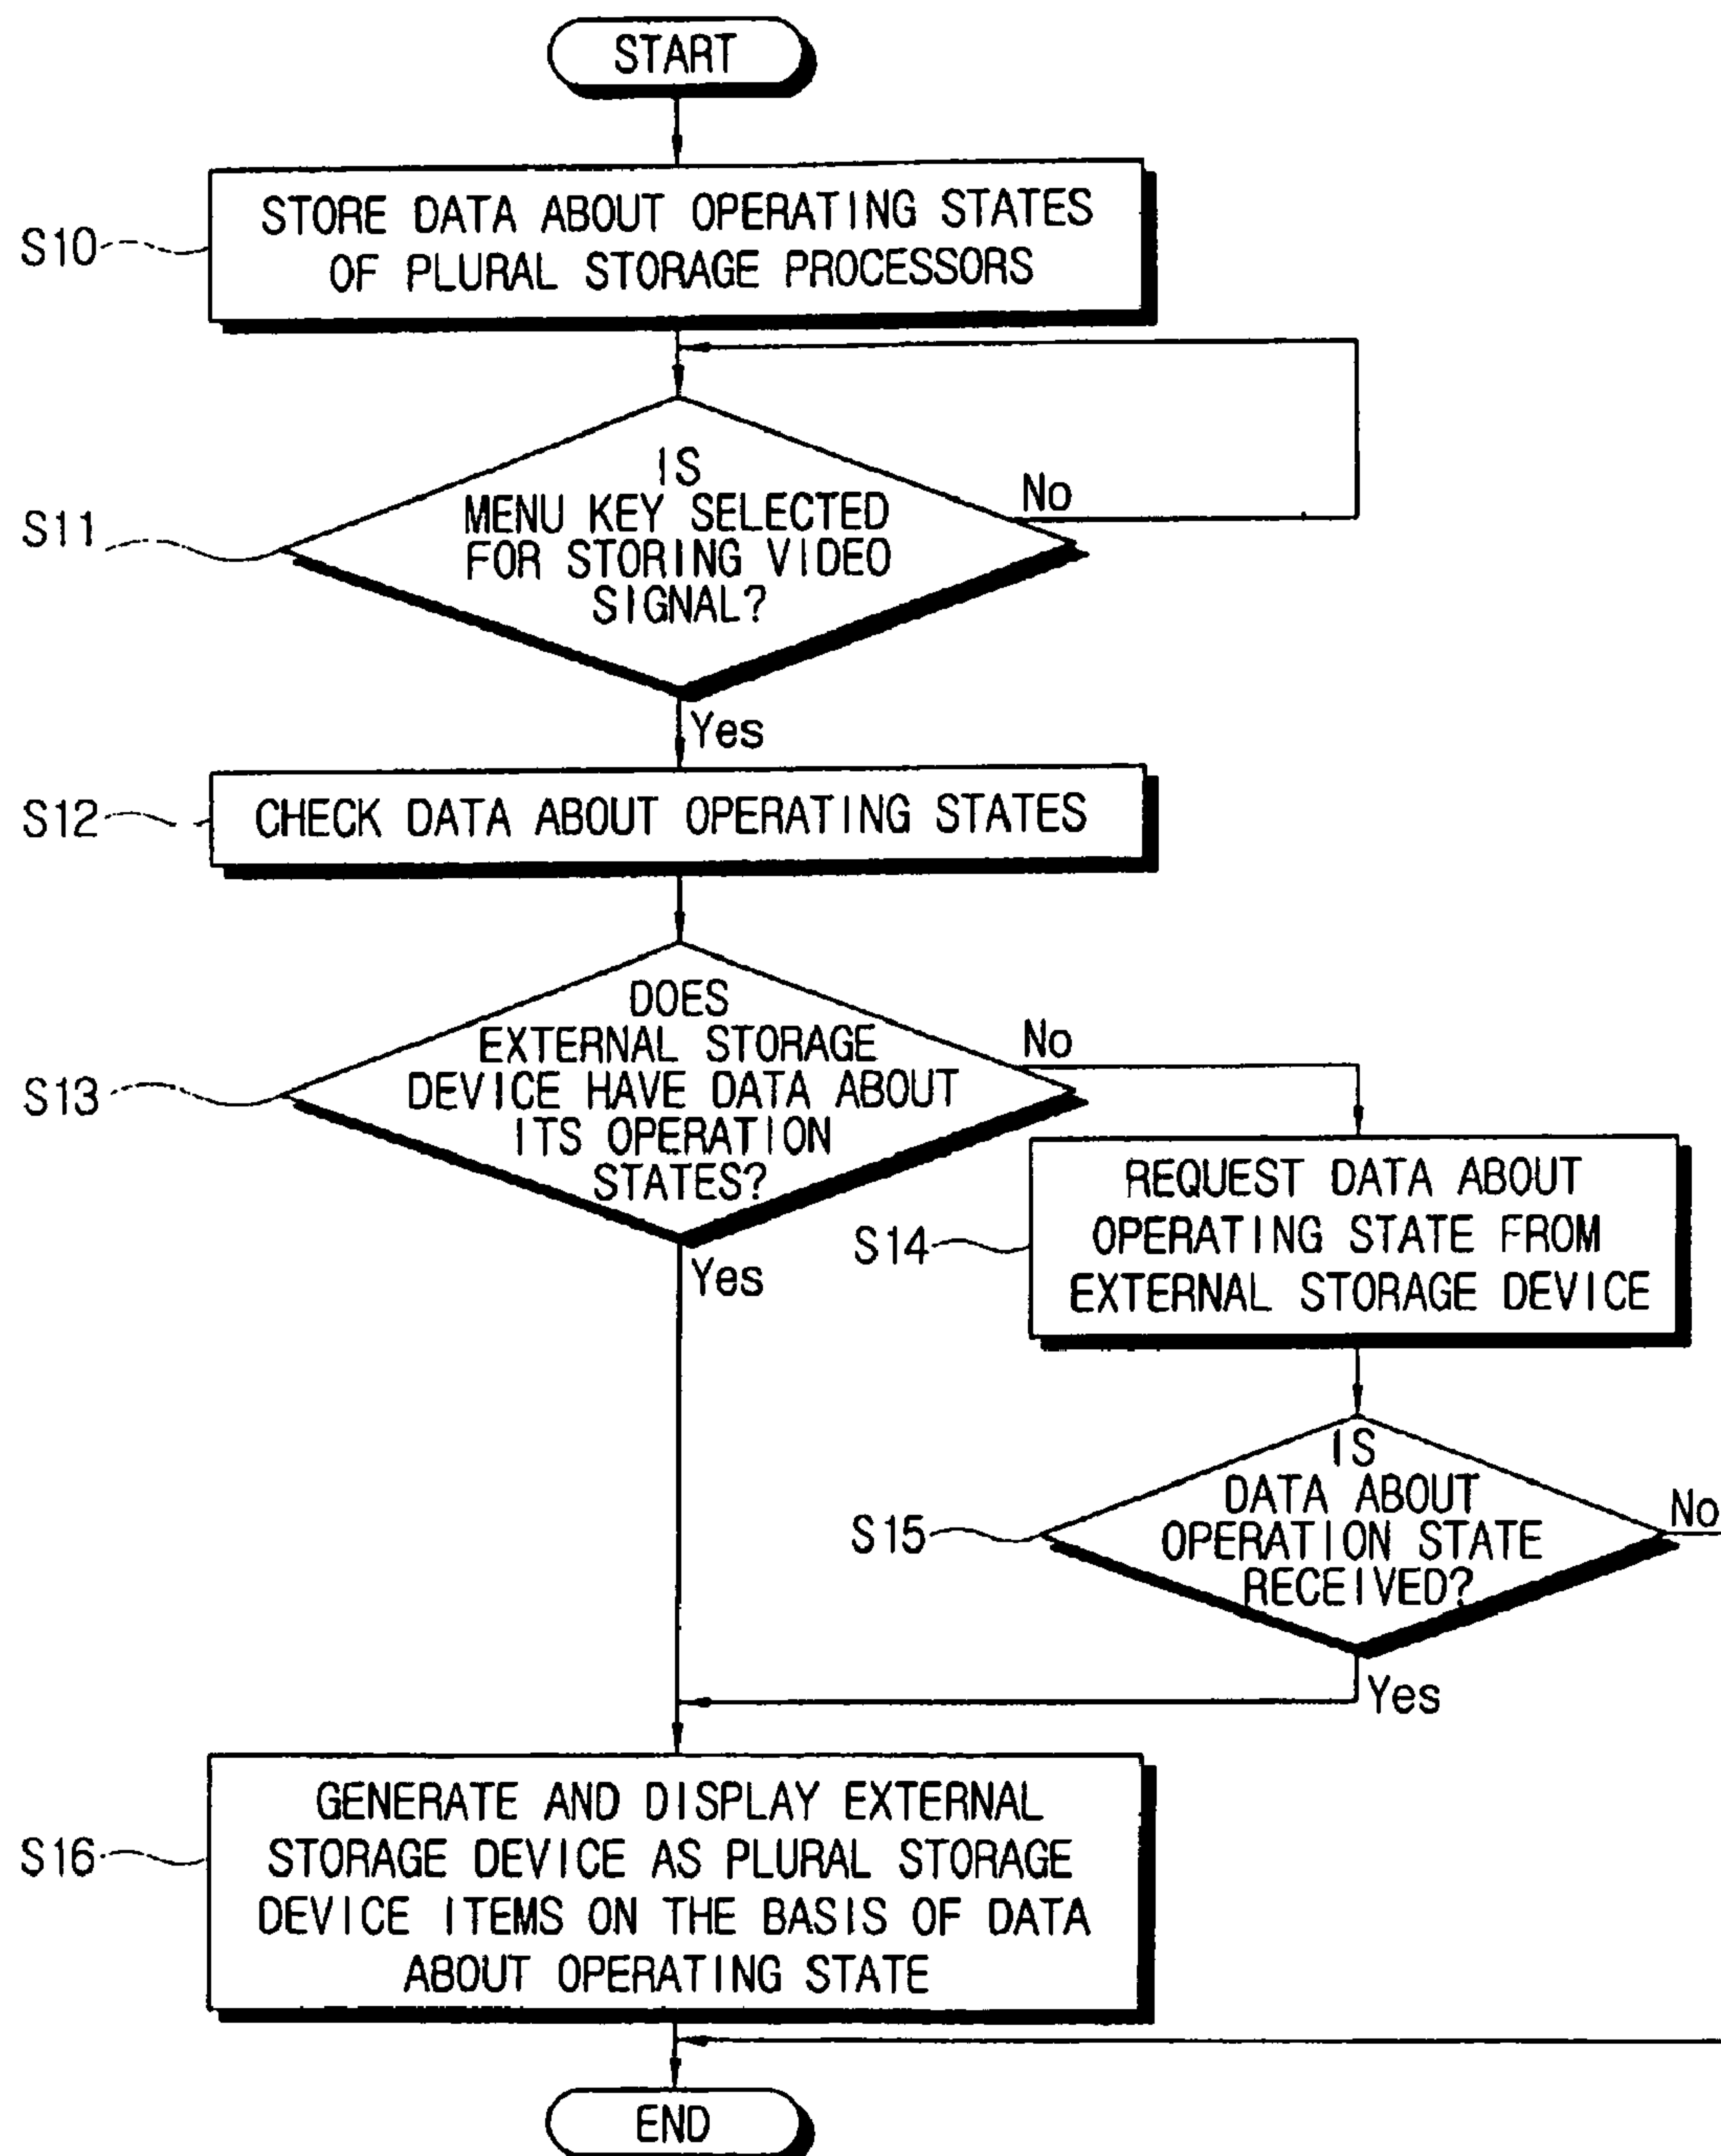 START
S10
STORE DATA ABOUT OPERATING STATES
OF PLURAL STORAGE PROCESSORS
S11
IS
MENU KEY SELECTED
FOR STORING VIDEO
SIGNAL?
No
Yes
S12
CHECK DATA ABOUT OPERATING STATES
S13
DOES
EXTERNAL STORAGE
DEVICE HAVE DATA ABOUT
ITS OPERATION
STATES?
No
Yes
S14
REQUEST DATA ABOUT
OPERATING STATE FROM
EXTERNAL STORAGE DEVICE
S15
IS
DATA ABOUT
OPERATION STATE
RECEIVED?
No
Yes
S16
GENERATE AND DISPLAY EXTERNAL
STORAGE DEVICE AS PLURAL STORAGE
DEVICE ITEMS ON THE BASIS OF DATA
ABOUT OPERATING STATE
END